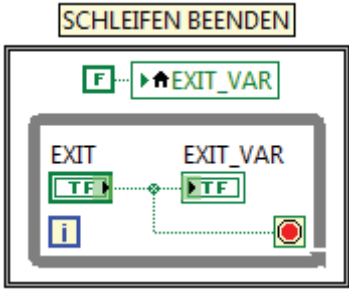 SCHLEIFEN BEENDEN
F EXIT_VAR
EXIT EXIT_VAR
TF TF
i